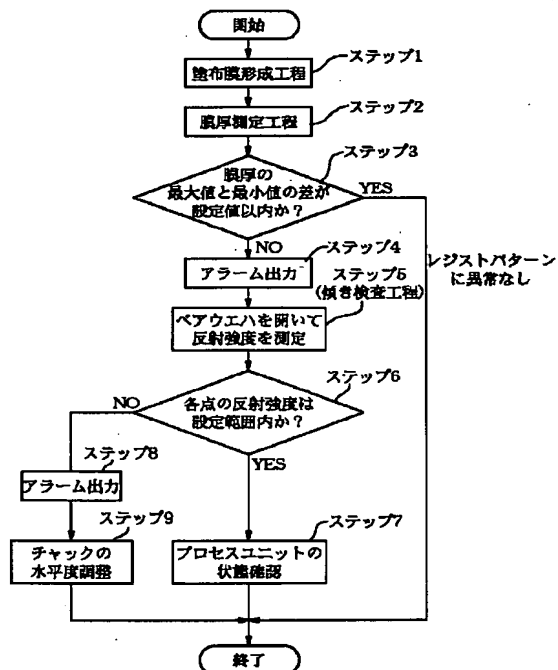 開始
ステップ1
塗布膜形成工程
ステップ2
膜厚測定工程
ステップ3
膜厚の
最大値と最小値の差が
設定値以内か？
YES
NO
ステップ4
アラーム出力
レジストパターン
に異常なし
ステップ5
(傾き検査工程)
ベアウエハを用いて
反射強度を測定
ステップ6
各点の反射強度は
設定範囲内か？
NO
YES
ステップ8
アラーム出力
ステップ9
チャックの
水平度調整
ステップ7
プロセスユニットの
状態確認
終了